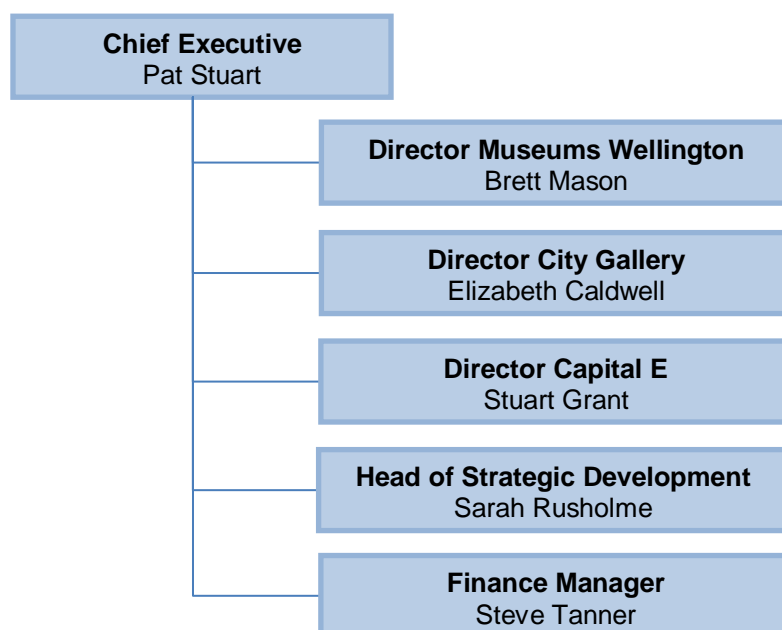 Chief Executive
Pat Stuart
Director Museums Wellington
Brett Mason
Director City Gallery
Elizabeth Caldwell
Director Capital E
Stuart Grant
Head of Strategic Development
Sarah Rusholme
Finance Manager
Steve Tanner